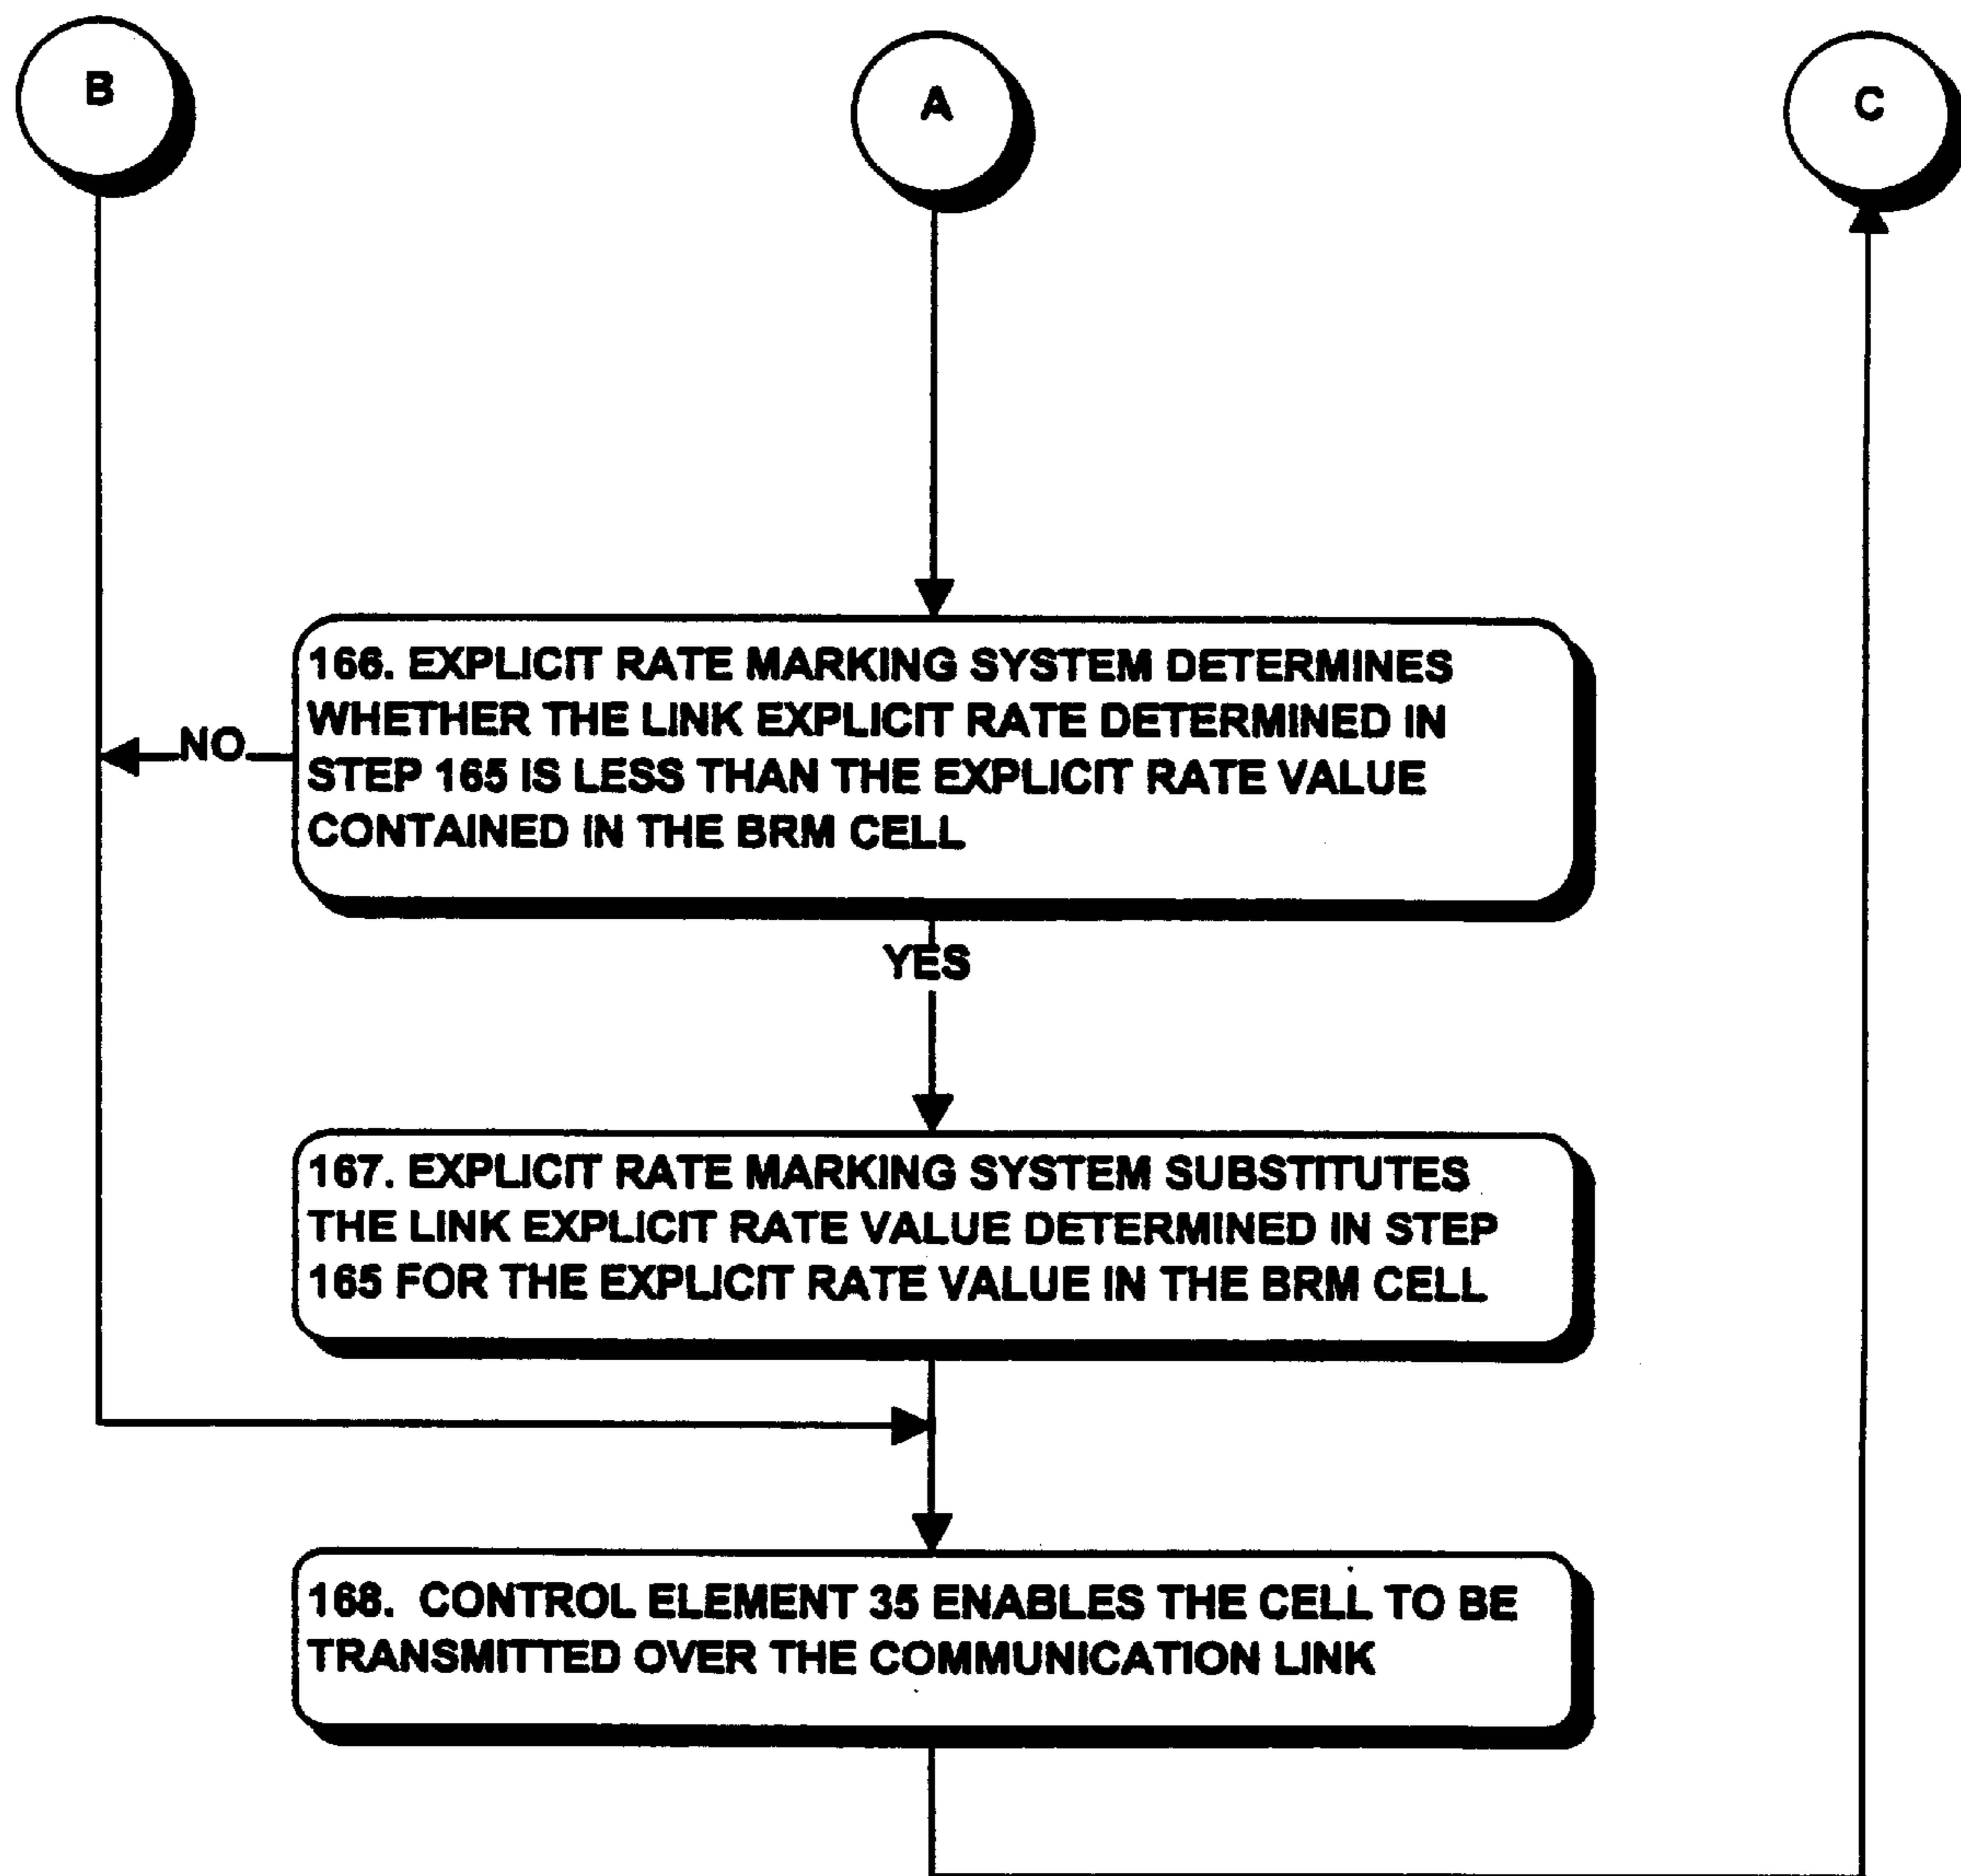 B
A
C
166. EXPLICIT RATE MARKING SYSTEM DETERMINES
WHETHER THE LINK EXPLICIT RATE DETERMINED IN
STEP 165 IS LESS THAN THE EXPLICIT RATE VALUE
CONTAINED IN THE BRM CELL
NO
YES
167. EXPLICIT RATE MARKING SYSTEM SUBSTITUTES
THE LINK EXPLICIT RATE VALUE DETERMINED IN STEP
165 FOR THE EXPLICIT RATE VALUE IN THE BRM CELL
168. CONTROL ELEMENT 35 ENABLES THE CELL TO BE
TRANSMITTED OVER THE COMMUNICATION LINK